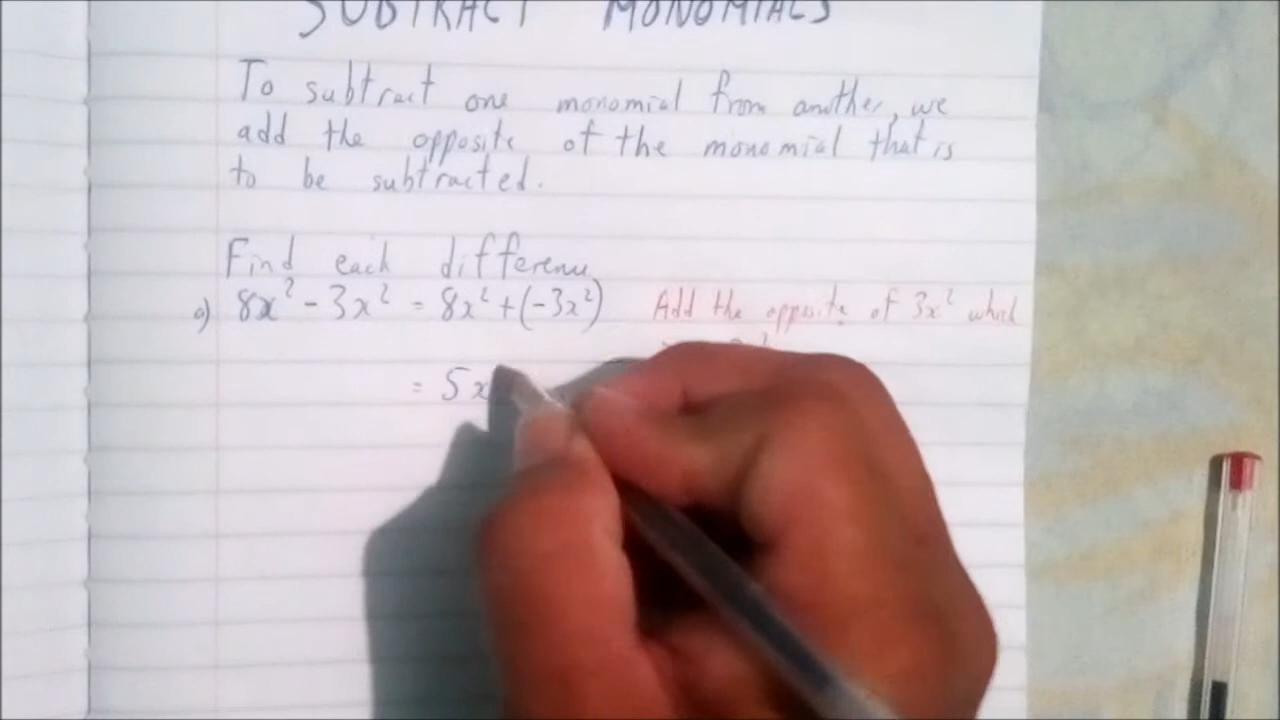 SUBTRACT MONOMIALS
To subtract one monomial from another, we
add the opposite of the monomial that is
to be subtracted.
Find each difference
a) 8x² - 3x² = 8x² + (-3x²) Add the opposite of 3x² which
= 5x